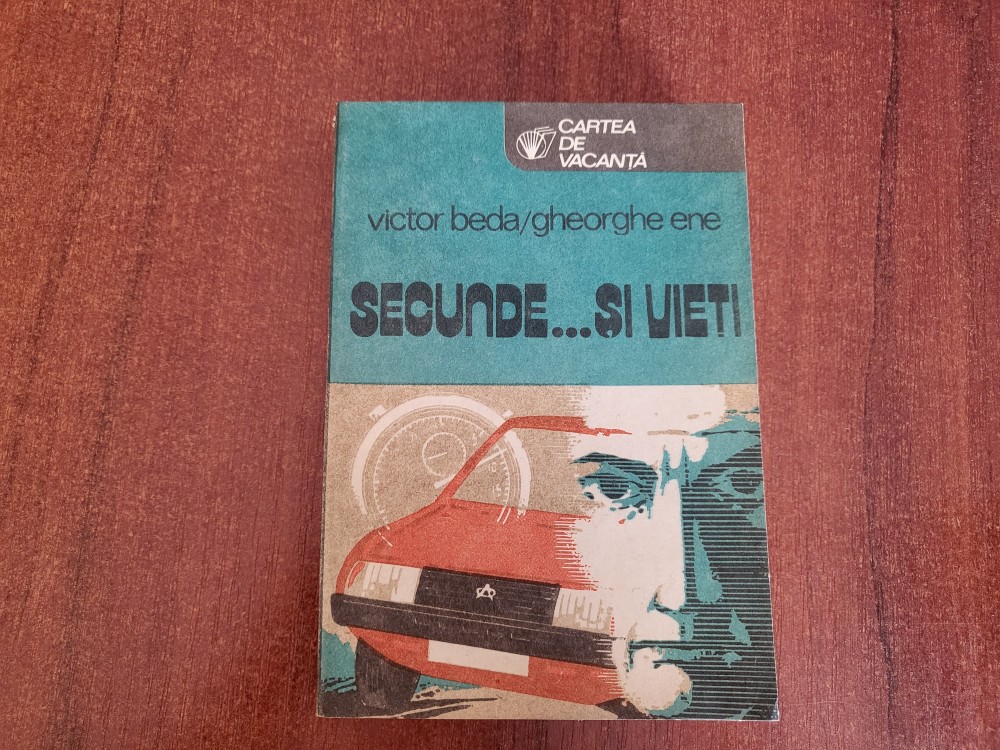 CARTEA
DE
VACANȚĂ
victor beda/gheorghe ene
SECUNDE...ȘI VIEȚI